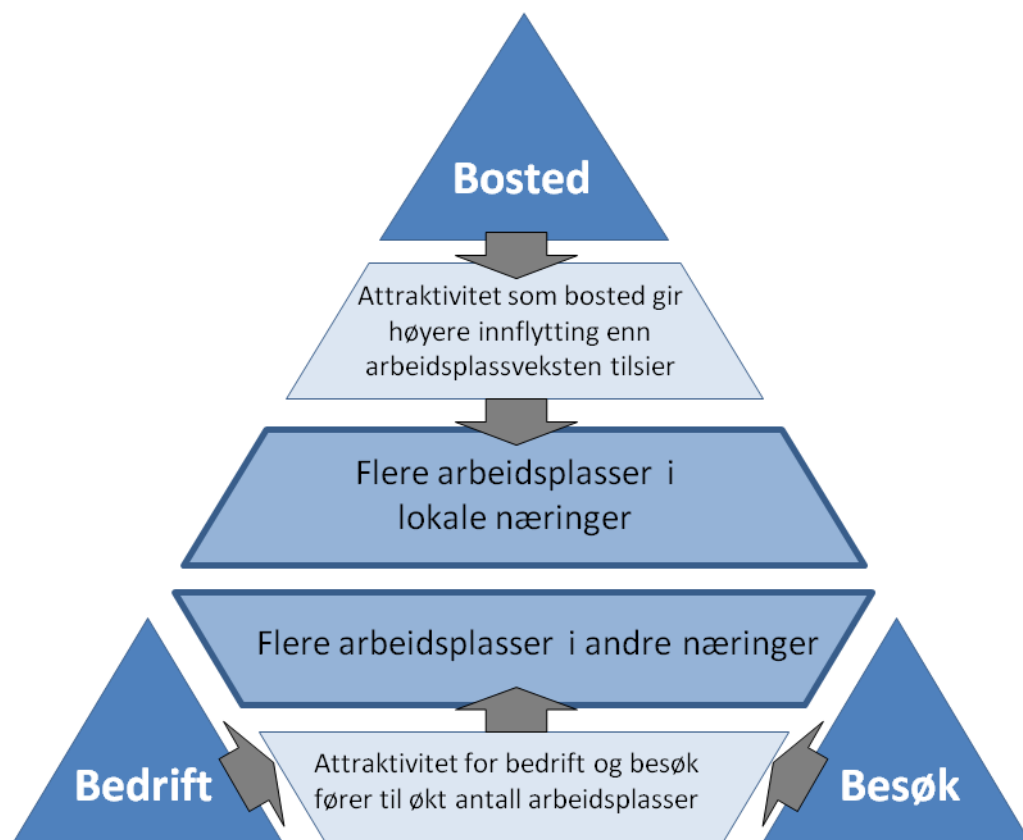 Bosted
Attraktivitet som bosted gir
høyere innflytting enn
arbeidsplassveksten tilsier
Flere arbeidsplasser i
lokale næringer
Flere arbeidsplasser i andre næringer
Bedrift
Attraktivitet for bedrift og besøk
fører til økt antall arbeidsplasser
Besøk